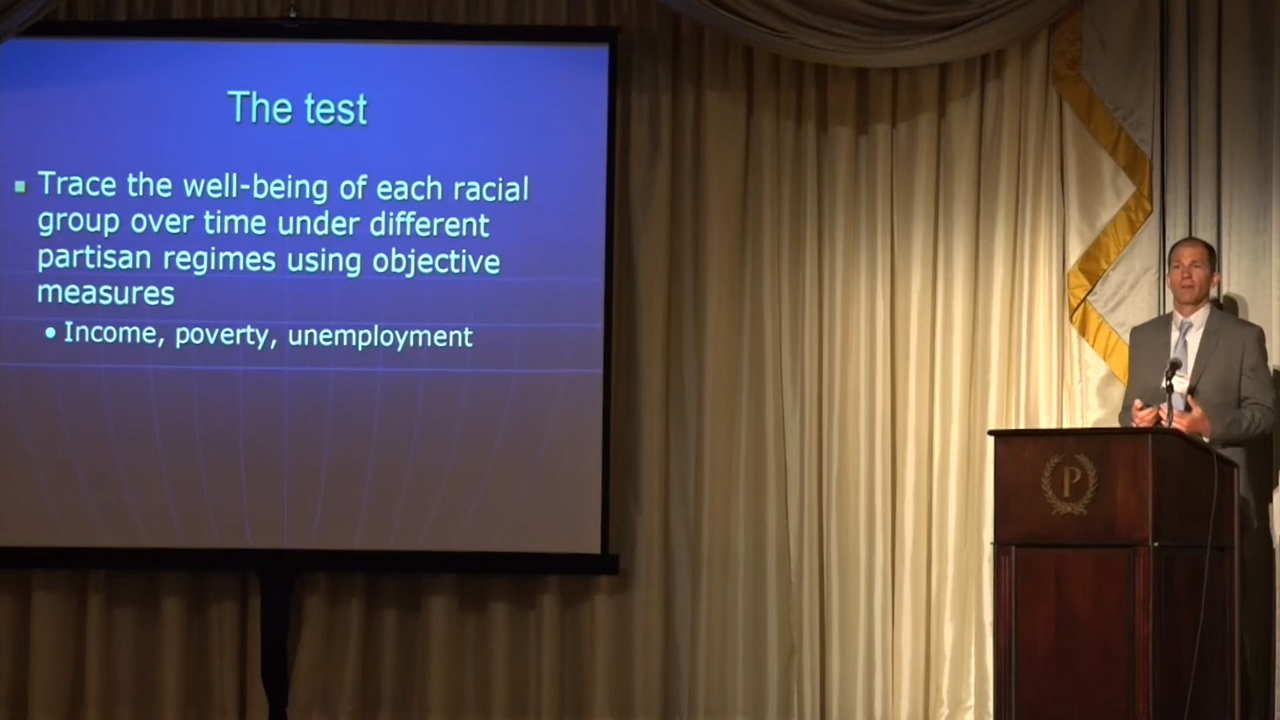 The test
Trace the well-being of each racial
group over time under different
partisan regimes using objective
measures
Income, poverty, unemployment
P